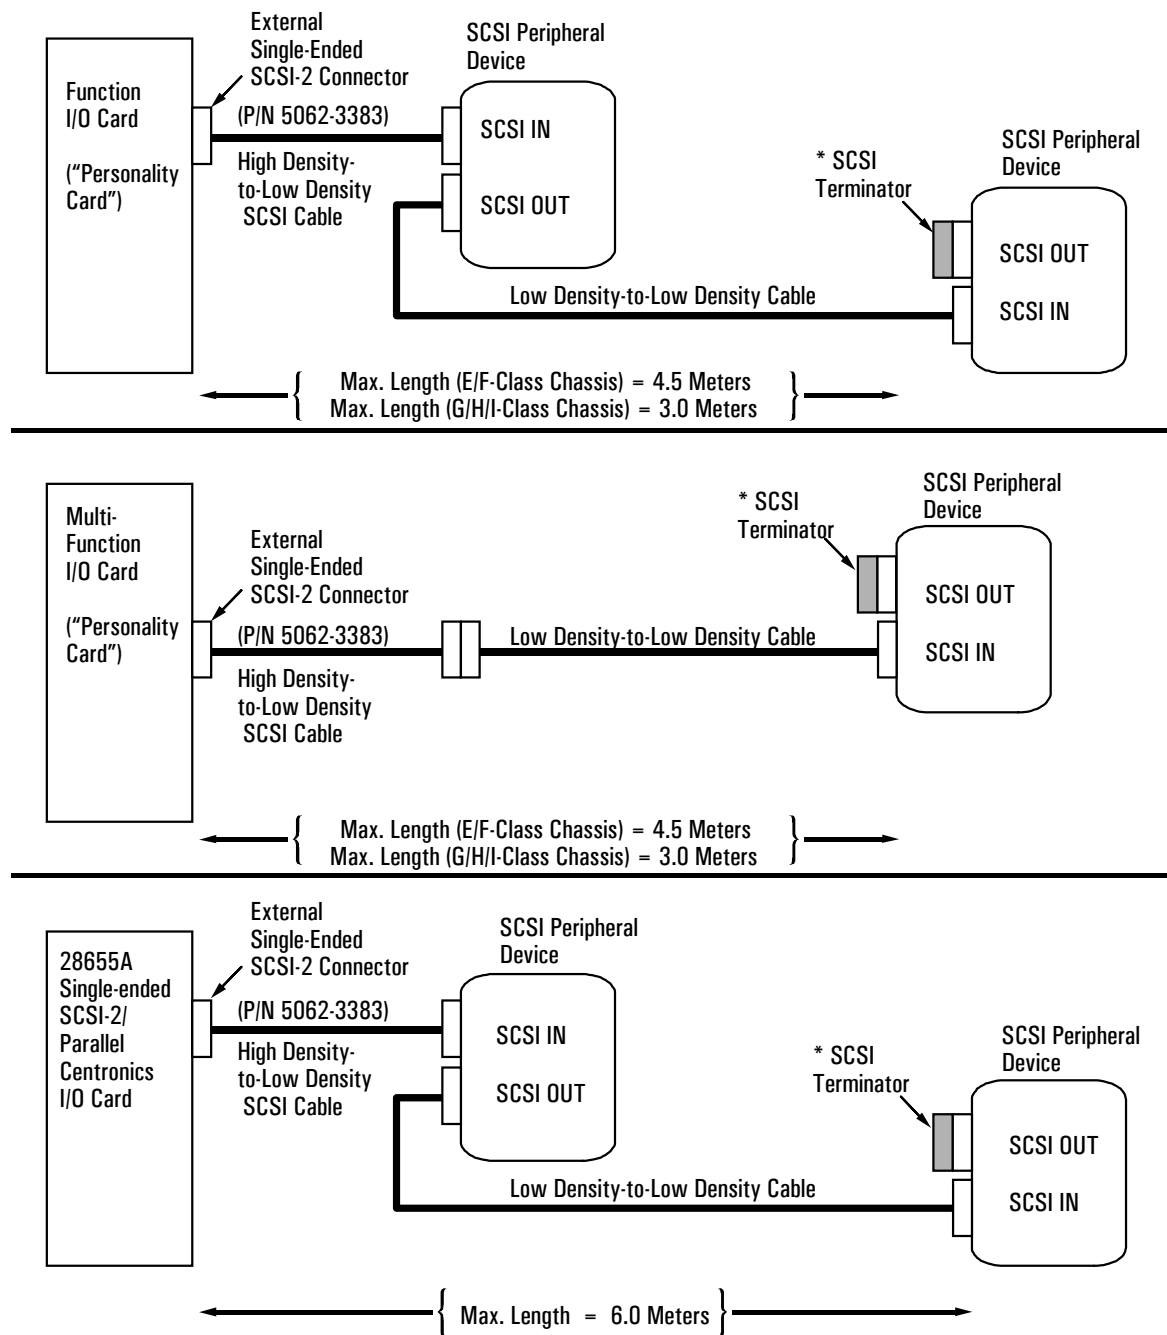 External
Single-Ended
SCSI-2 Connector
SCSI Peripheral
Device
Function
I/O Card
("Personality
Card")
(P/N 5062-3383)
High Density-
to-Low Density
SCSI Cable
SCSI IN
SCSI OUT
* SCSI
Terminator
SCSI Peripheral
Device
SCSI OUT
SCSI IN
Low Density-to-Low Density Cable
{ Max. Length (E/F-Class Chassis) = 4.5 Meters }
Max. Length (G/H/I-Class Chassis) = 3.0 Meters
Multi-
Function
I/O Card
("Personality
Card")
External
Single-Ended
SCSI-2 Connector
(P/N 5062-3383)
High Density-
to-Low Density
SCSI Cable
Low Density-to-Low Density Cable
* SCSI
Terminator
SCSI Peripheral
Device
SCSI OUT
SCSI IN
{ Max. Length (E/F-Class Chassis) = 4.5 Meters }
Max. Length (G/H/I-Class Chassis) = 3.0 Meters
28655A
Single-ended
SCSI-2/
Parallel
Centronics
I/O Card
External
Single-Ended
SCSI-2 Connector
(P/N 5062-3383)
High Density-
to-Low Density
SCSI Cable
SCSI Peripheral
Device
SCSI IN
SCSI OUT
* SCSI
Terminator
SCSI Peripheral
Device
SCSI OUT
SCSI IN
Low Density-to-Low Density Cable
{ Max. Length = 6.0 Meters }